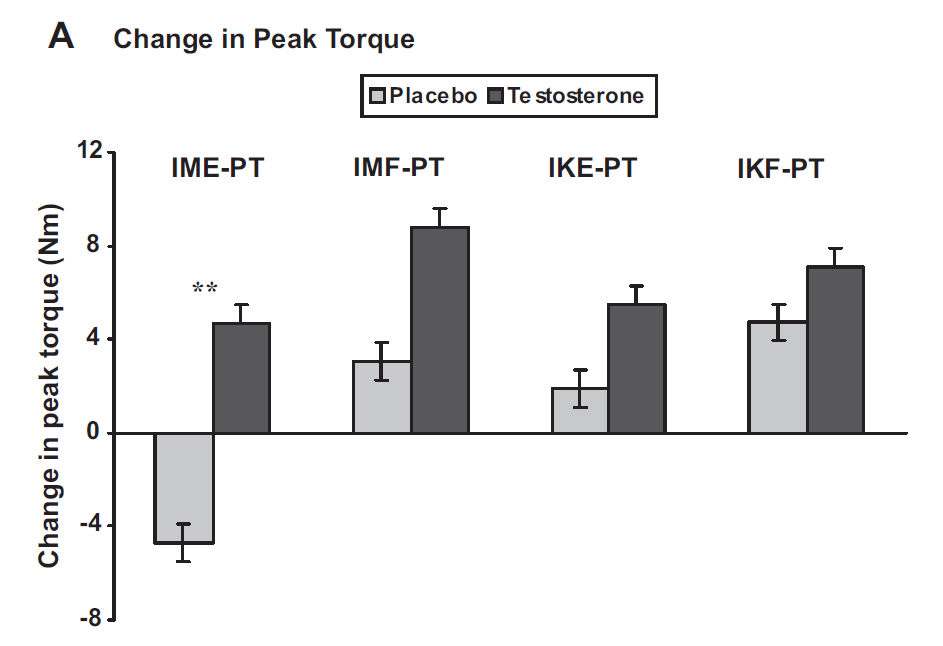 A Change in Peak Torque
Placebo Testosterone
12
IME-PT IMF-PT IKE-PT IKF-PT
8
**
4
0
-4
-8
Change in peak torque (Nm)